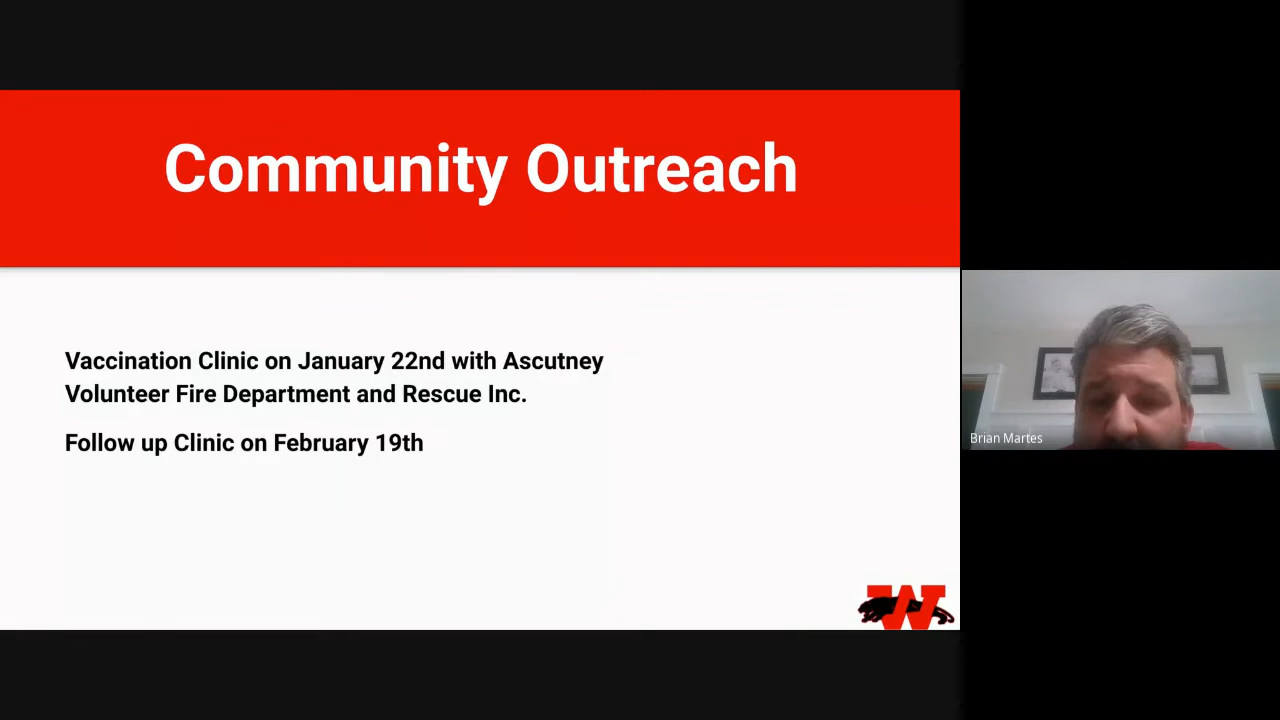 Community Outreach
Vaccination Clinic on January 22nd with Ascutney
Volunteer Fire Department and Rescue Inc.
Follow up Clinic on February 19th
W
Brian Martes